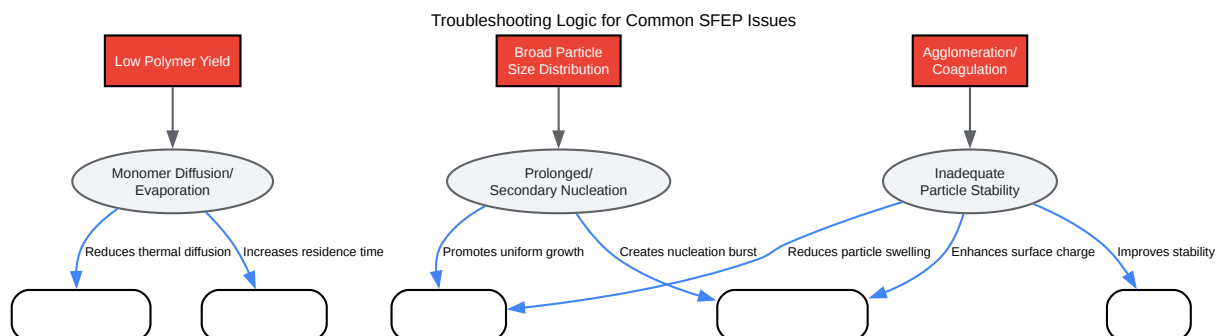 Troubleshooting Logic for Common SFEP Issues
Low Polymer Yield
Broad Particle
Size Distribution
Agglomeration/
Coagulation
Monomer Diffusion/
Evaporation
Prolonged/
Secondary Nucleation
Inadequate
Particle Stability
Reduces thermal diffusion
Increases residence time
Promotes uniform growth
Creates nucleation burst
Reduces particle swelling
Enhances surface charge
Improves stability